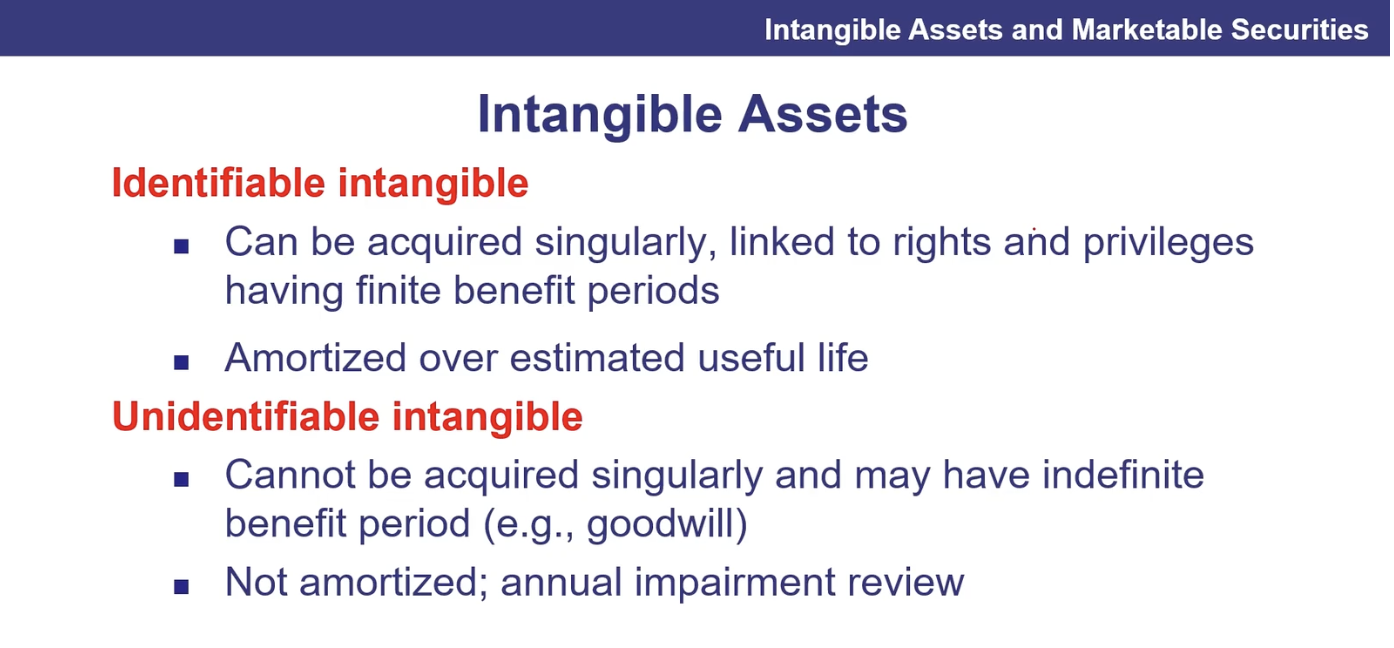 Intangible Assets and Marketable Securities
Intangible Assets
Identifiable intangible
■ Can be acquired singularly, linked to rights and privileges
having finite benefit periods
■ Amortized over estimated useful life
Unidentifiable intangible
■ Cannot be acquired singularly and may have indefinite
benefit period (e.g., goodwill)
■ Not amortized; annual impairment review